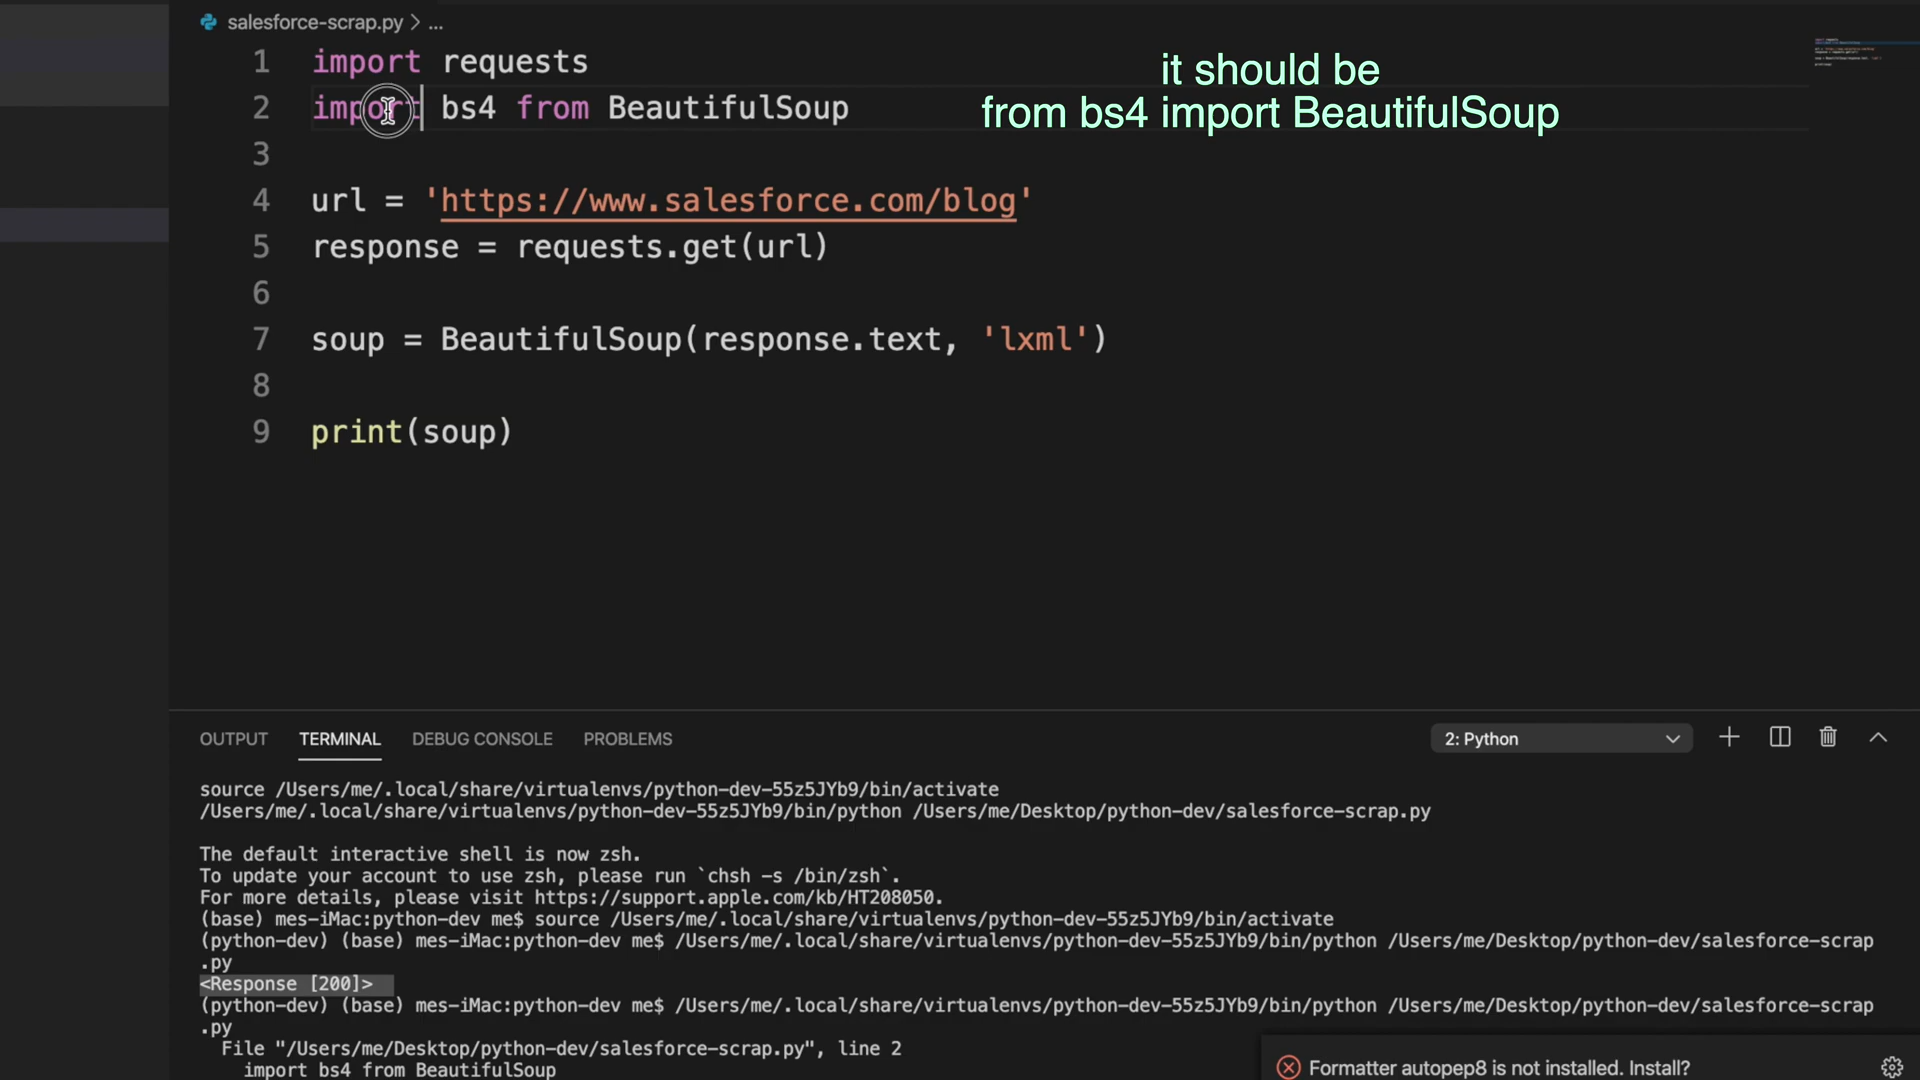 salesforce-scrap.py > ...
1 import requests
2 import bs4 from BeautifulSoup
it should be
from bs4 import BeautifulSoup
3
4 url = 'https://www.salesforce.com/blog'
5 response = requests.get(url)
6
7 soup = BeautifulSoup(response.text, 'lxml')
8
9 print(soup)
OUTPUT TERMINAL DEBUG CONSOLE PROBLEMS 2: Python
source /Users/me/.local/share/virtualenvs/python-dev-55z5JYb9/bin/activate
/Users/me/.local/share/virtualenvs/python-dev-55z5JYb9/bin/python /Users/me/Desktop/python-dev/salesforce-scrap.py
The default interactive shell is now zsh.
To update your account to use zsh, please run `chsh -s /bin/zsh`.
For more details, please visit https://support.apple.com/kb/HT208050.
(base) mes-iMac:python-dev me$ source /Users/me/.local/share/virtualenvs/python-dev-55z5JYb9/bin/activate
(python-dev) (base) mes-iMac:python-dev me$ /Users/me/.local/share/virtualenvs/python-dev-55z5JYb9/bin/python /Users/me/Desktop/python-dev/salesforce-scrap
.py
<Response [200]>
(python-dev) (base) mes-iMac:python-dev me$ /Users/me/.local/share/virtualenvs/python-dev-55z5JYb9/bin/python /Users/me/Desktop/python-dev/salesforce-scrap
.py
File "/Users/me/Desktop/python-dev/salesforce-scrap.py", line 2
import bs4 from BeautifulSoup
Formatter autopep8 is not installed. Install?